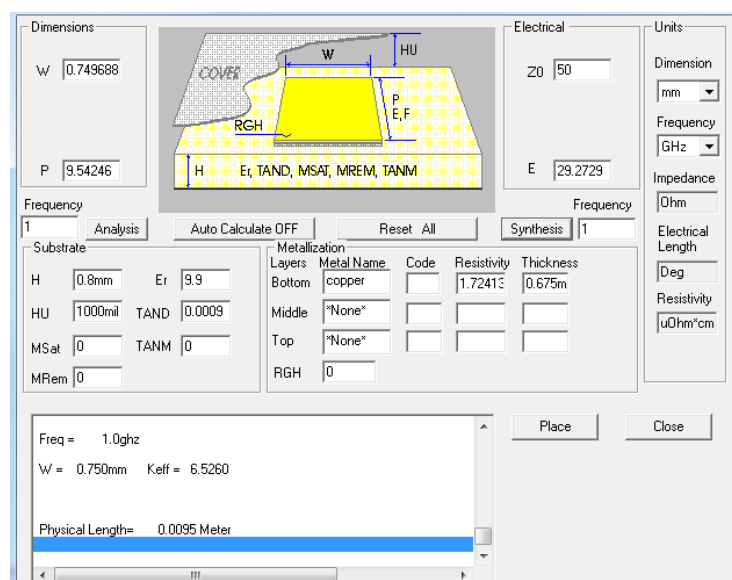 Dimensions
W 0.749688
P 9.54246
COVER
W
HU
P
E,F
RGH
H Er, TAND, MSAT, MREM, TANM
Electrical
Z0 50
E 29.2729
Units
Dimension
mm
Frequency
GHz
Impedance
Ohm
Electrical
Length
Deg
Resistivity
uOhm*cm
Frequency
1 Analysis Auto Calculate OFF Reset All Synthesis
Frequency
1
Substrate
H 0.8mm Er 9.9
HU 1000mil TAND 0.0009
MSat 0 TANM 0
MRem 0
Metallization
Layers Metal Name Code Resistivity Thickness
Bottom copper 1.72413 0.675m
Middle *None*
Top *None*
RGH 0
Freq = 1.0ghz
W = 0.750mm Keff = 6.5260
Physical Length= 0.0095 Meter
Place Close